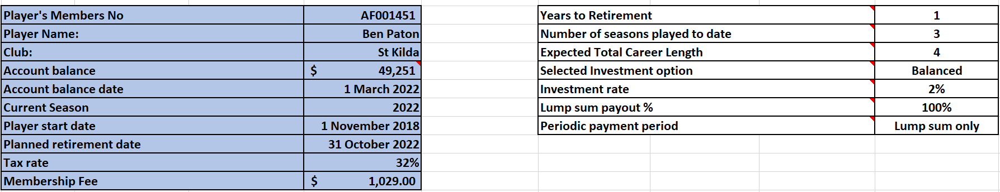 Player's Members No AF001451
Player Name: Ben Paton
Club: St Kilda
Account balance $ 49,251
Account balance date 1 March 2022
Current Season 2022
Player start date 1 November 2018
Planned retirement date 31 October 2022
Tax rate 32%
Membership Fee $ 1,029.00
Years to Retirement 1
Number of seasons played to date 3
Expected Total Career Length 4
Selected Investment option Balanced
Investment rate 2%
Lump sum payout % 100%
Periodic payment period Lump sum only